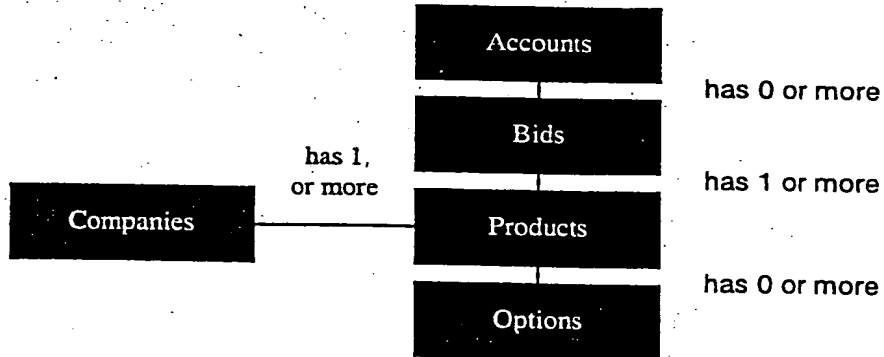 Accounts
has 0 or more
Bids
has 1,
or more
has 1 or more
Companies
Products
has 0 or more
Options